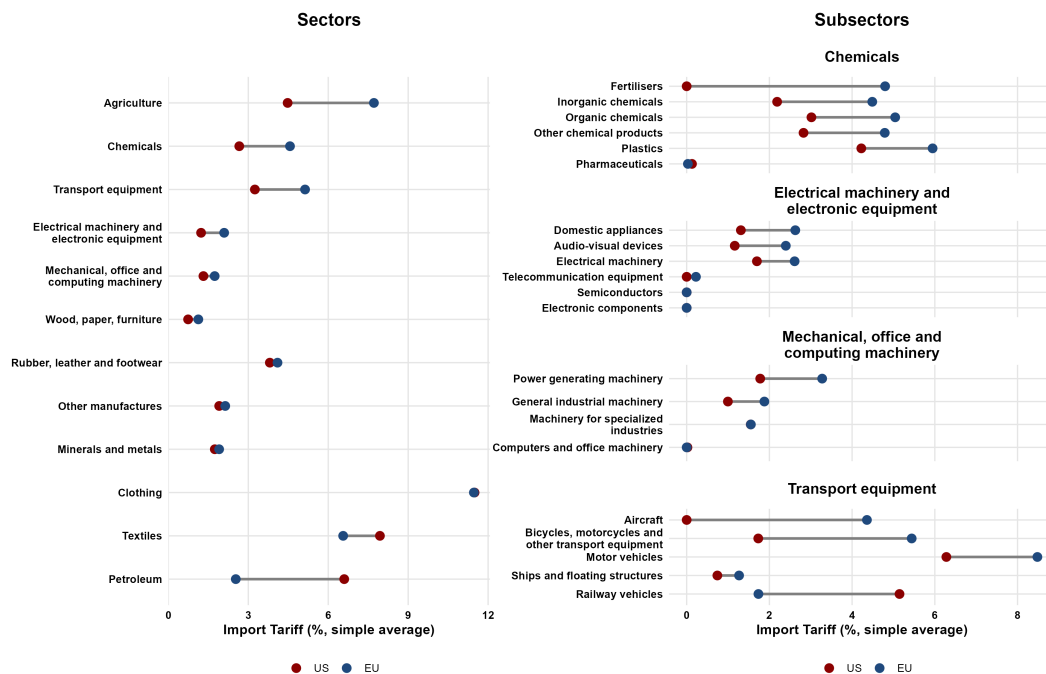 Sectors
Agriculture
Chemicals
Transport equipment
Electrical machinery and
electronic equipment
Mechanical, office and
computing machinery
Wood, paper, furniture
Rubber, leather and footwear
Other manufactures
Minerals and metals
Clothing
Textiles
Petroleum
0 3 6 9 12
Import Tariff (%, simple average)
US EU
Subsectors
Chemicals
Fertilisers
Inorganic chemicals
Organic chemicals
Other chemical products
Plastics
Pharmaceuticals
Electrical machinery and
electronic equipment
Domestic appliances
Audio-visual devices
Electrical machinery
Telecommunication equipment
Semiconductors
Electronic components
Mechanical, office and
computing machinery
Power generating machinery
General industrial machinery
Machinery for specialized
industries
Computers and office machinery
Transport equipment
Aircraft
Bicycles, motorcycles and
other transport equipment
Motor vehicles
Ships and floating structures
Railway vehicles
0 2 4 6 8
Import Tariff (%, simple average)
US EU